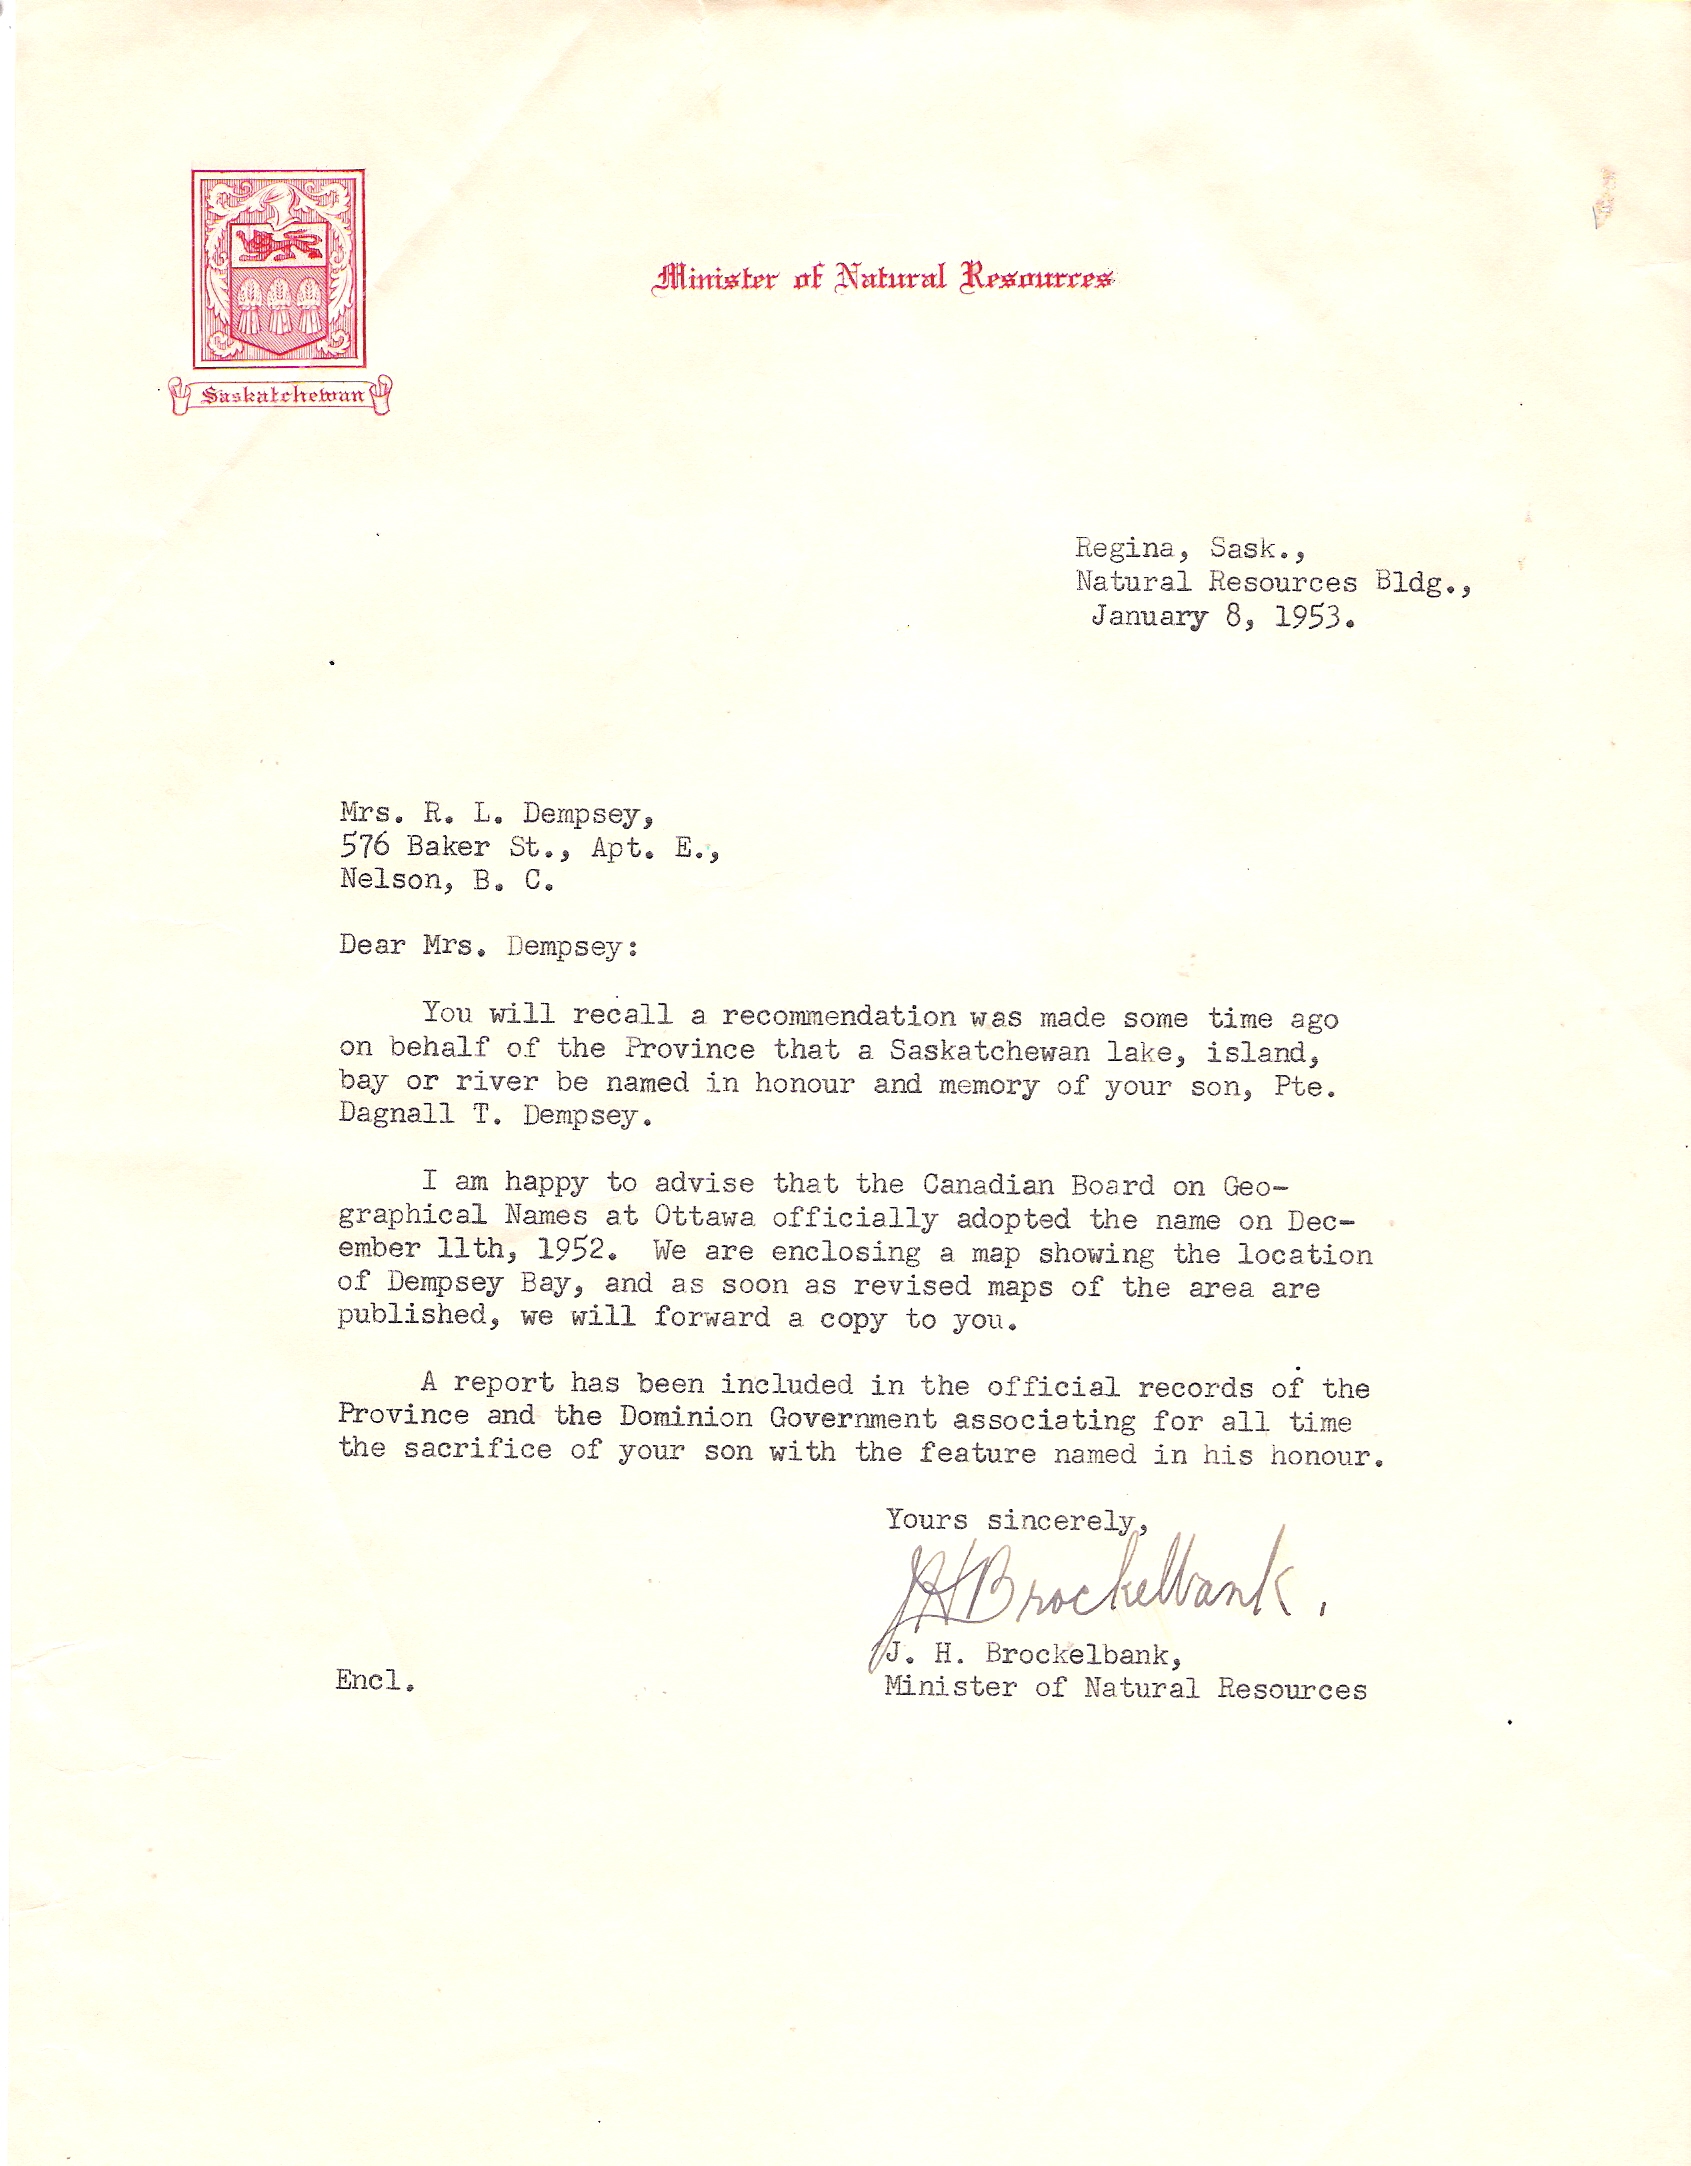 Minister of Natural Resources
Saskatchewan
Regina, Sask.,
Natural Resources Bldg.,
January 8, 1953.
Mrs. R. L. Dempsey,
576 Baker St., Apt. E.,
Nelson, B. C.
Dear Mrs. Dempsey:
You will recall a recommendation was made some time ago
on behalf of the Province that a Saskatchewan lake, island,
bay or river be named in honour and memory of your son, Pte.
Dagnall T. Dempsey.
I am happy to advise that the Canadian Board on Geo-
graphical Names at Ottawa officially adopted the name on Dec-
ember 11th, 1952. We are enclosing a map showing the location
of Dempsey Bay, and as soon as revised maps of the area are
published, we will forward a copy to you.
A report has been included in the official records of the
Province and the Dominion Government associating for all time
the sacrifice of your son with the feature named in his honour.
Yours sincerely,
JHBrockelbank.
J. H. Brockelbank,
Minister of Natural Resources
Encl.